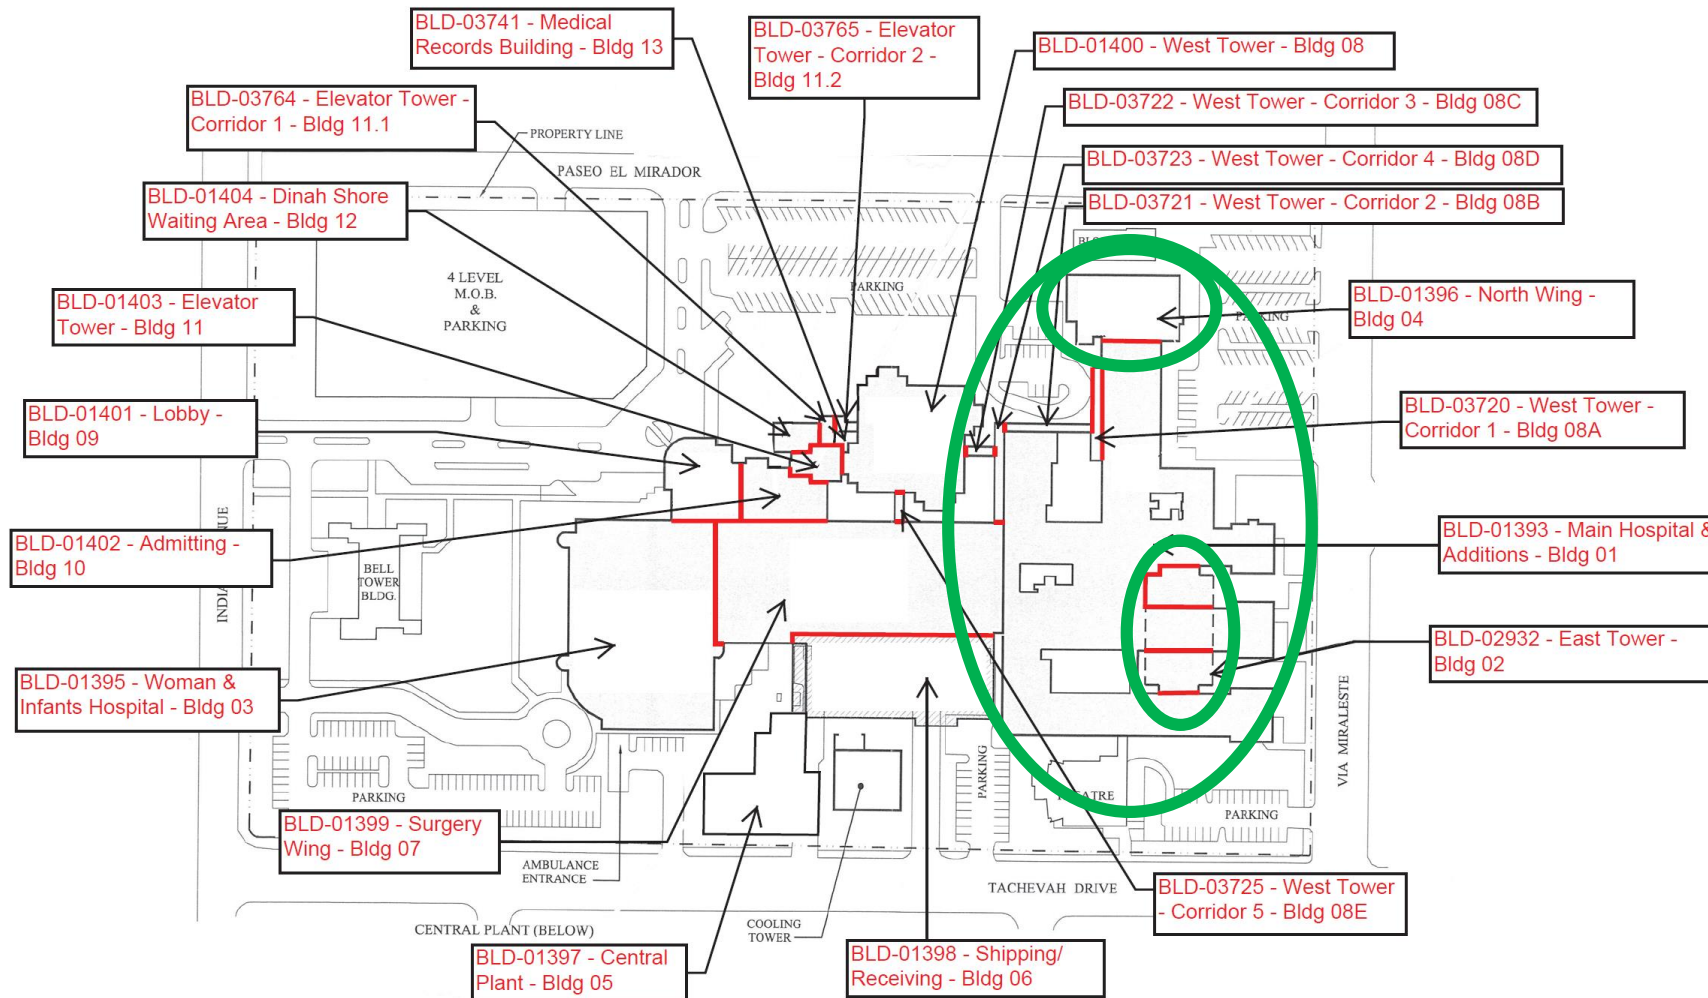 BLD-03741 - Medical
Records Building - Bldg 13
BLD-03765 - Elevator
Tower - Corridor 2 -
Bldg 11.2
BLD-01400 - West Tower - Bldg 08
BLD-03764 - Elevator Tower -
Corridor 1 - Bldg 11.1
BLD-03722 - West Tower - Corridor 3 - Bldg 08C
PROPERTY LINE
PASEO EL MIRADOR
BLD-03723 - West Tower - Corridor 4 - Bldg 08D
BLD-01404 - Dinah Shore
Waiting Area - Bldg 12
BLD-03721 - West Tower - Corridor 2 - Bldg 08B
4 LEVEL
M.O.B.
&
PARKING
PARKING
BLD-01403 - Elevator
Tower - Bldg 11
BLD-01396 - North Wing -
Bldg 04
PARKING
BLD-01401 - Lobby -
Bldg 09
BLD-03720 - West Tower -
Corridor 1 - Bldg 08A
BLD-01402 - Admitting -
Bldg 10
BELL
TOWER
BLDG.
BLD-01393 - Main Hospital &
Additions - Bldg 01
BLD-02932 - East Tower -
Bldg 02
BLD-01395 - Woman &
Infants Hospital - Bldg 03
VIA MIRALESTE
PARKING
PARKING
PARKING
BLD-01399 - Surgery
Wing - Bldg 07
AMBULANCE
ENTRANCE
TACHEVAH DRIVE
BLD-03725 - West Tower
- Corridor 5 - Bldg 08E
CENTRAL PLANT (BELOW)
COOLING
TOWER
BLD-01397 - Central
Plant - Bldg 05
BLD-01398 - Shipping/
Receiving - Bldg 06